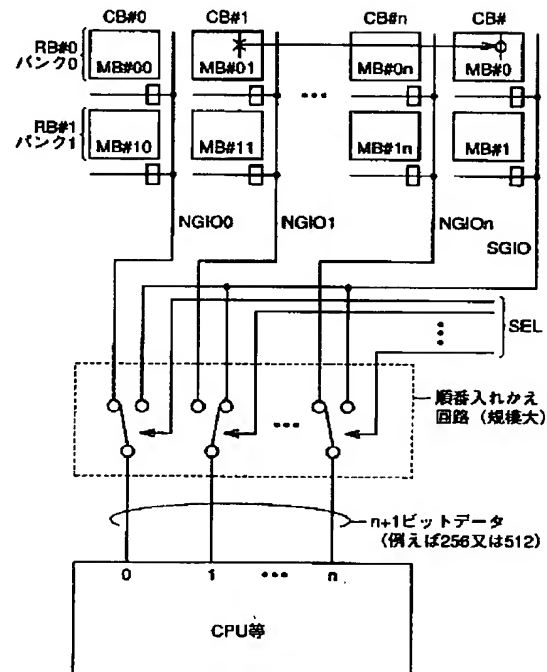 CB#0 CB#1 CB#n CB#
RB#0
バンク0
MB#00 MB#01 MB#0n MB#0
•••
RB#1
バンク1
MB#10 MB#11 MB#1n MB#1
NGIO0 NGIO1 NGIOn
SGIO
SEL
順番入れかえ
回路（規模大）
•••
n+1ビットデータ
（例えば256又は512）
0 1 ••• n
CPU等